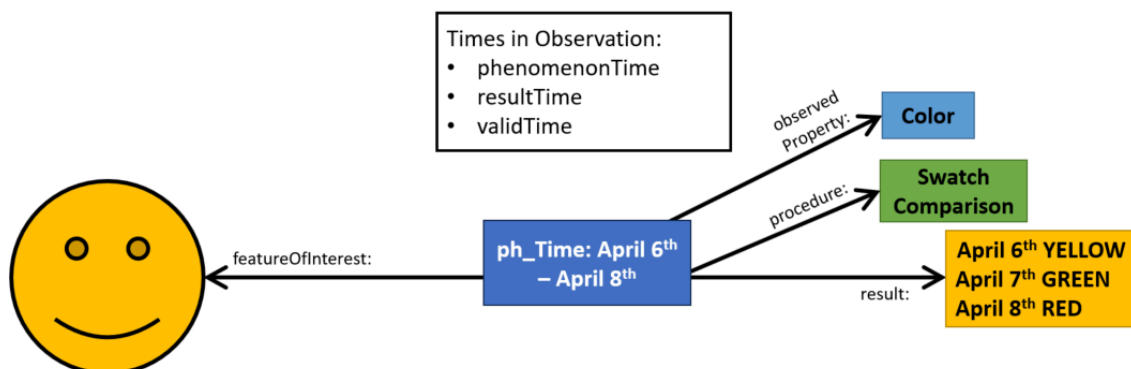 Times in Observation:
• phenomenonTime
• resultTime
• validTime
observed
Property:
Color
procedure:
Swatch
Comparison
featureOfInterest:
ph_Time: April 6th
– April 8th
result:
April 6th YELLOW
April 7th GREEN
April 8th RED